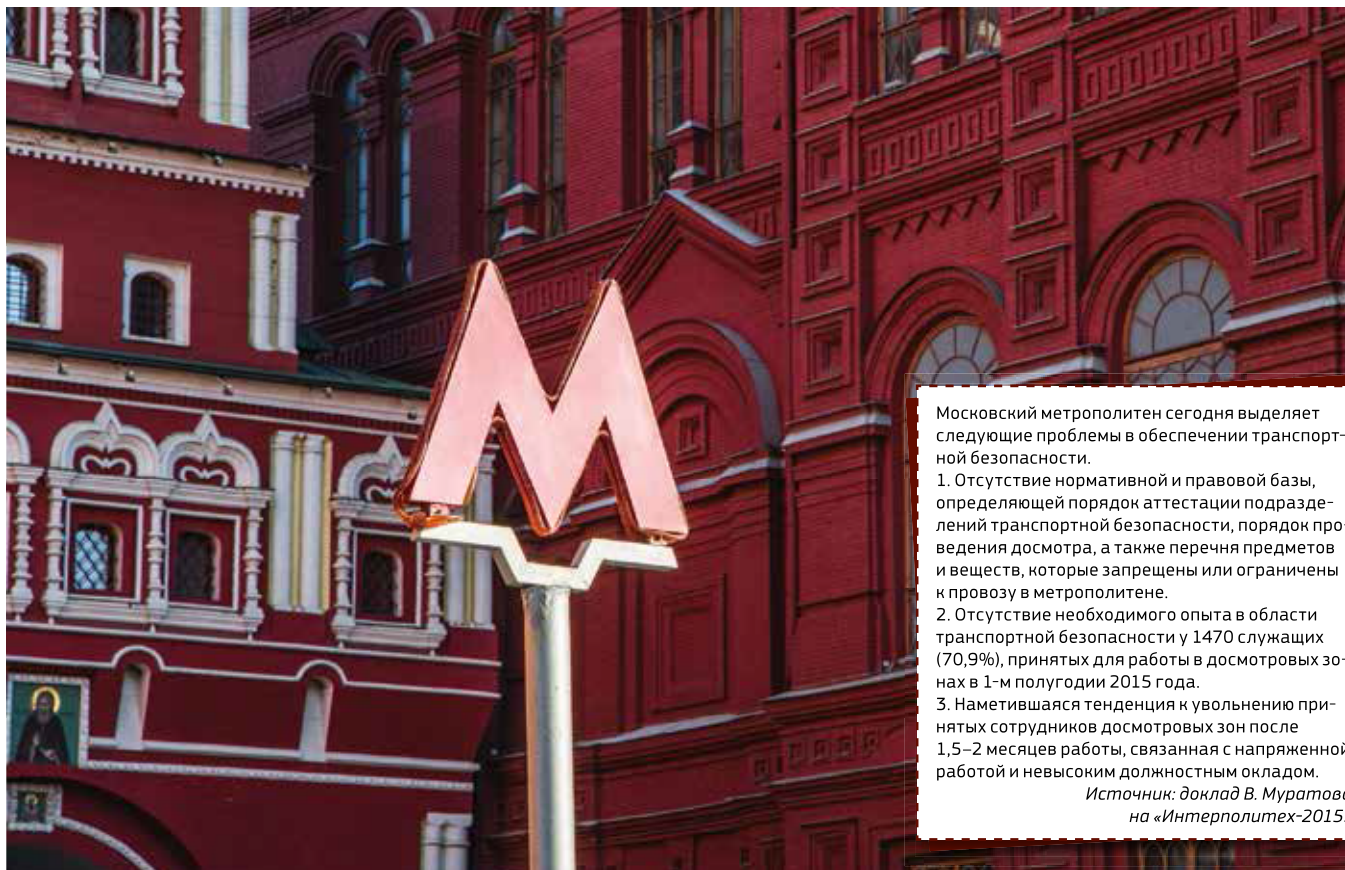 М
Московский метрополитен сегодня выделяет
следующие проблемы в обеспечении транспорт-
ной безопасности.
1. Отсутствие нормативной и правовой базы,
определяющей порядок аттестации подразде-
лений транспортной безопасности, порядок про-
ведения досмотра, а также перечня предметов
и веществ, которые запрещены или ограничены
к провозу в метрополитене.
2. Отсутствие необходимого опыта в области
транспортной безопасности у 1470 служащих
(70,9%), принятых для работы в досмотровых зо-
нах в 1-м полугодии 2015 года.
3. Наметившаяся тенденция к увольнению при-
нятых сотрудников досмотровых зон после
1,5–2 месяцев работы, связанная с напряженной
работой и невысоким должностным окладом.
Источник: доклад В. Муратова
на «Интерполитех-2015»